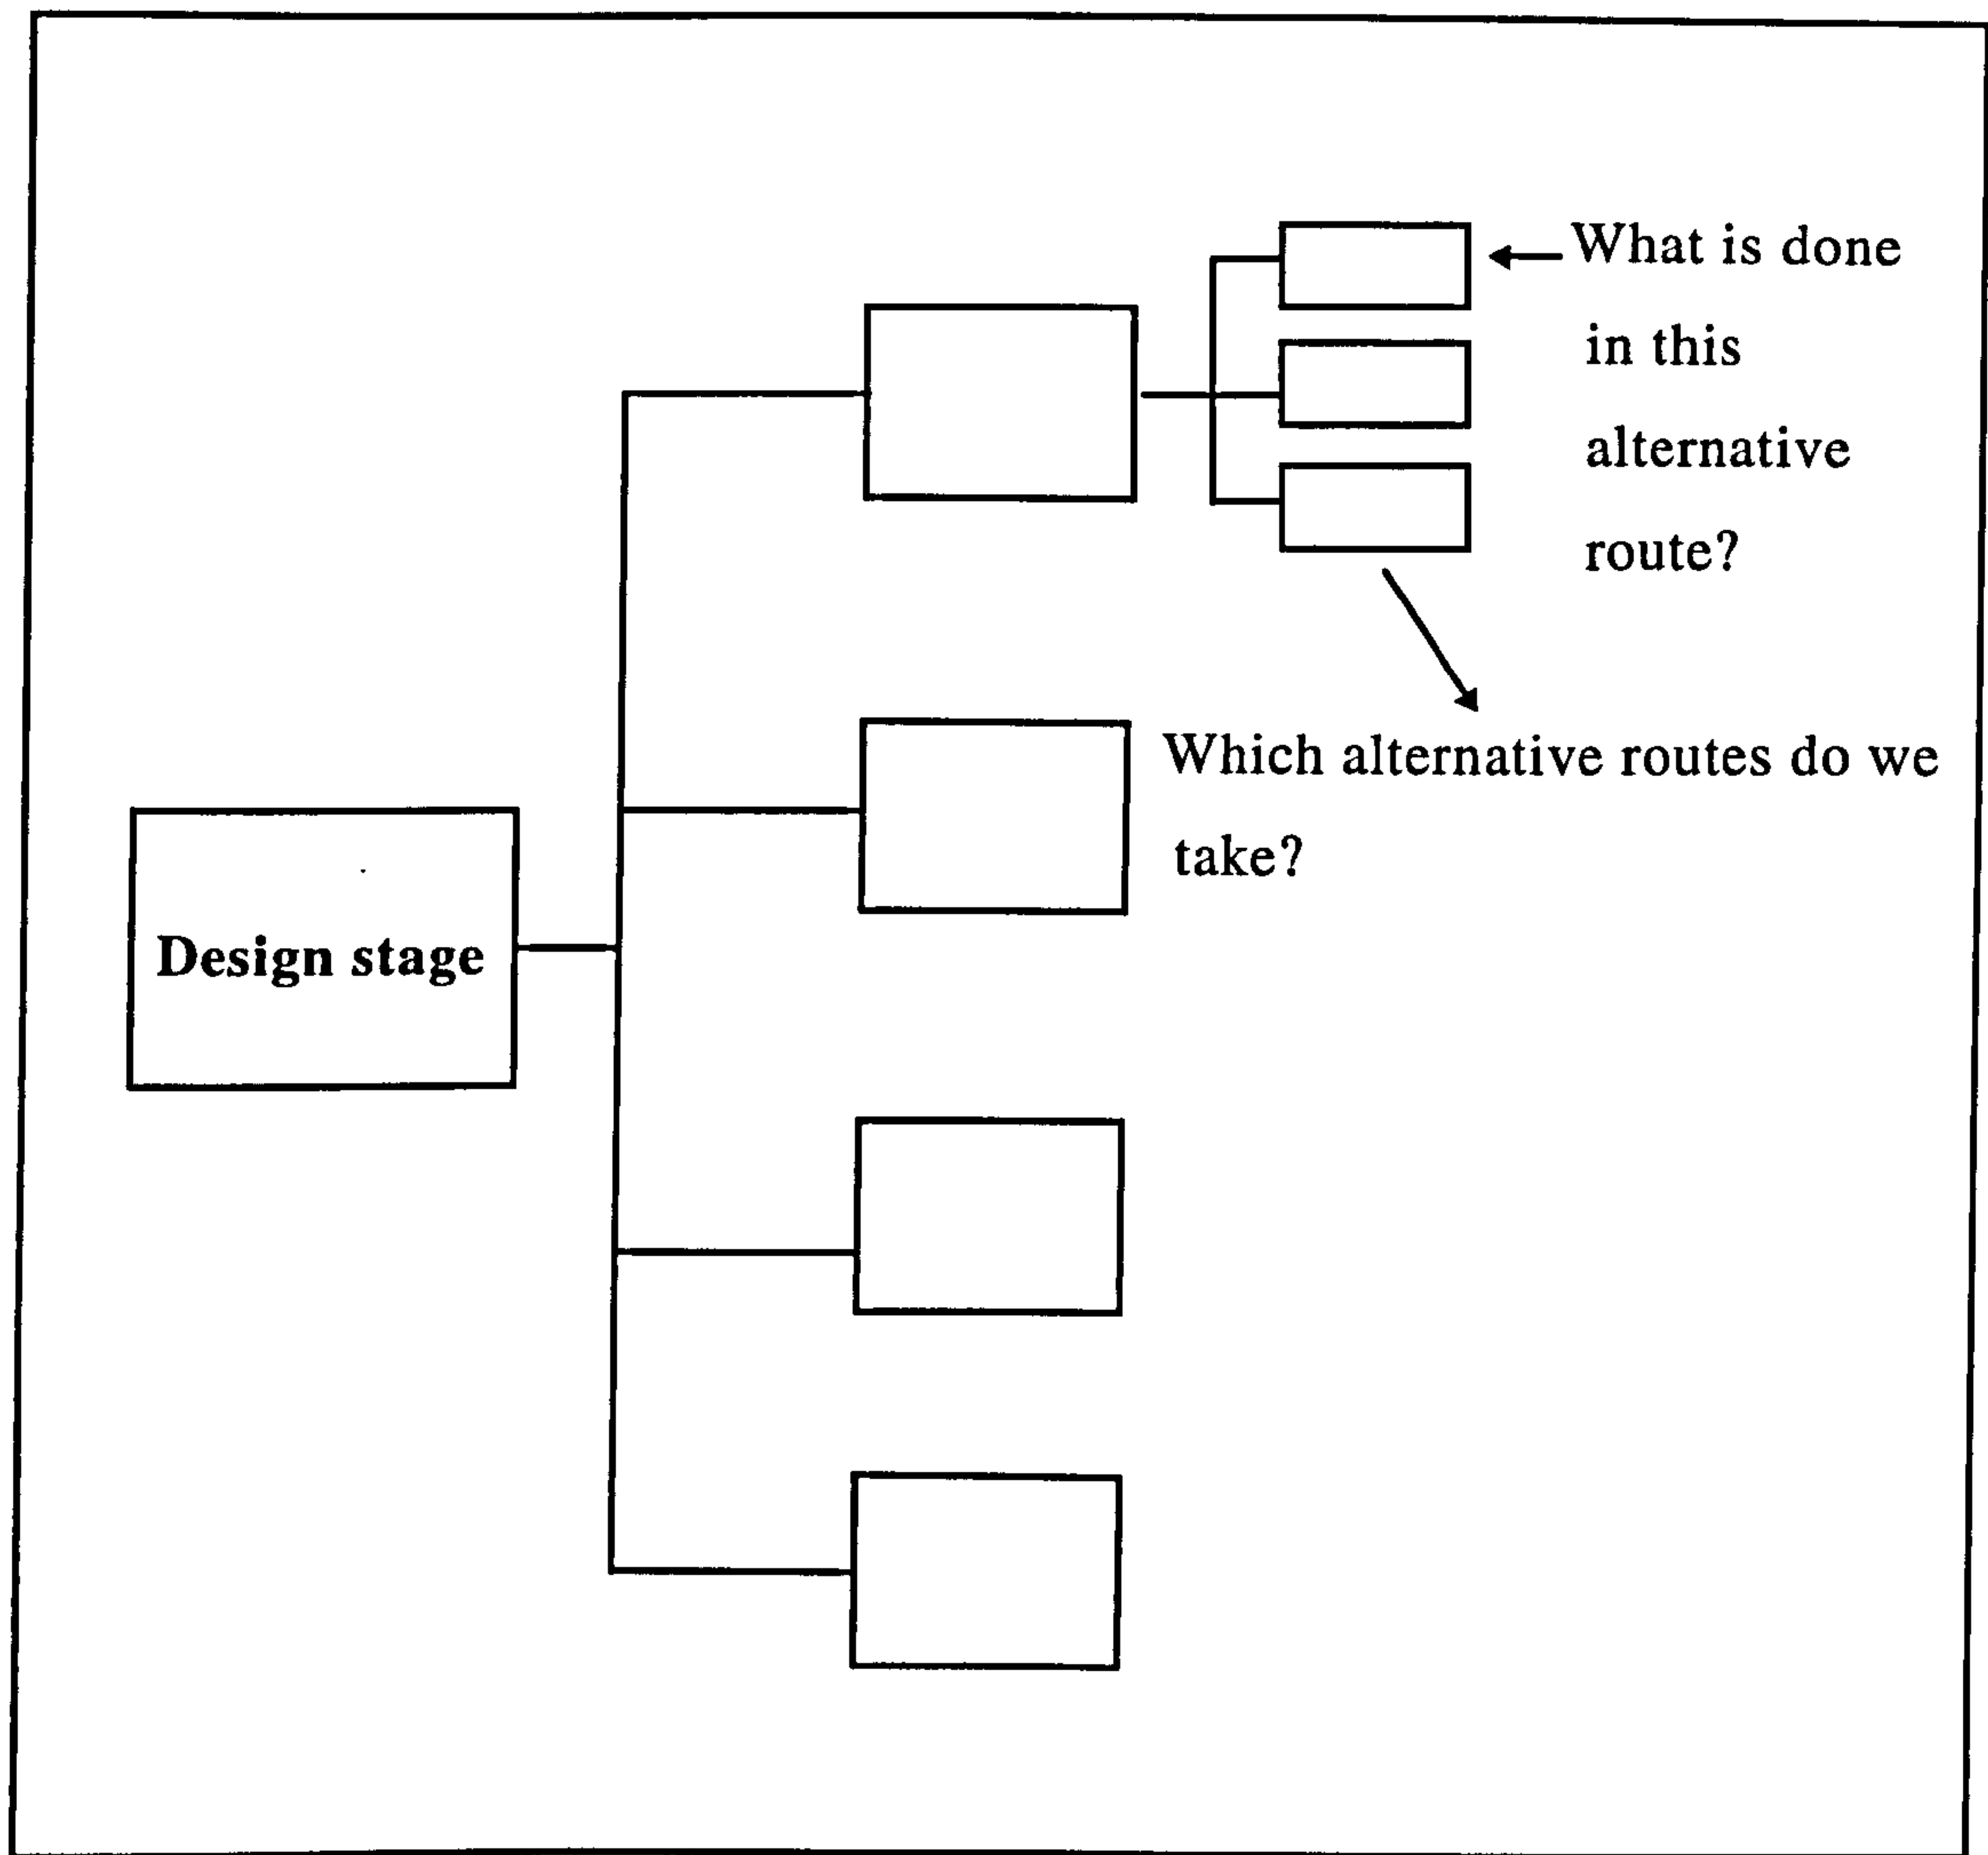 What is done
in this
alternative
route?
Which alternative routes do we
take?
Design stage